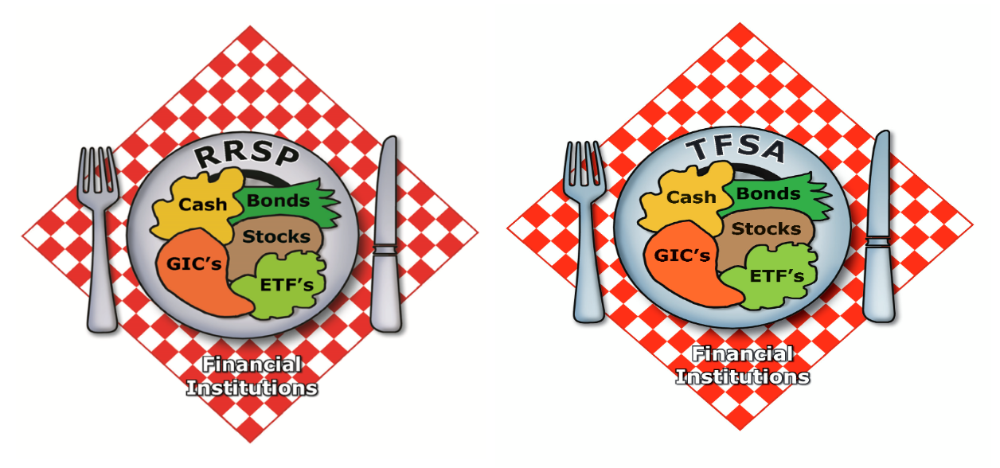 RRSP
Cash
Bonds
Stocks
GIC's
ETF's
Financial
Institutions
TFSA
Cash
Bonds
Stocks
GIC's
ETF's
Financial
Institutions